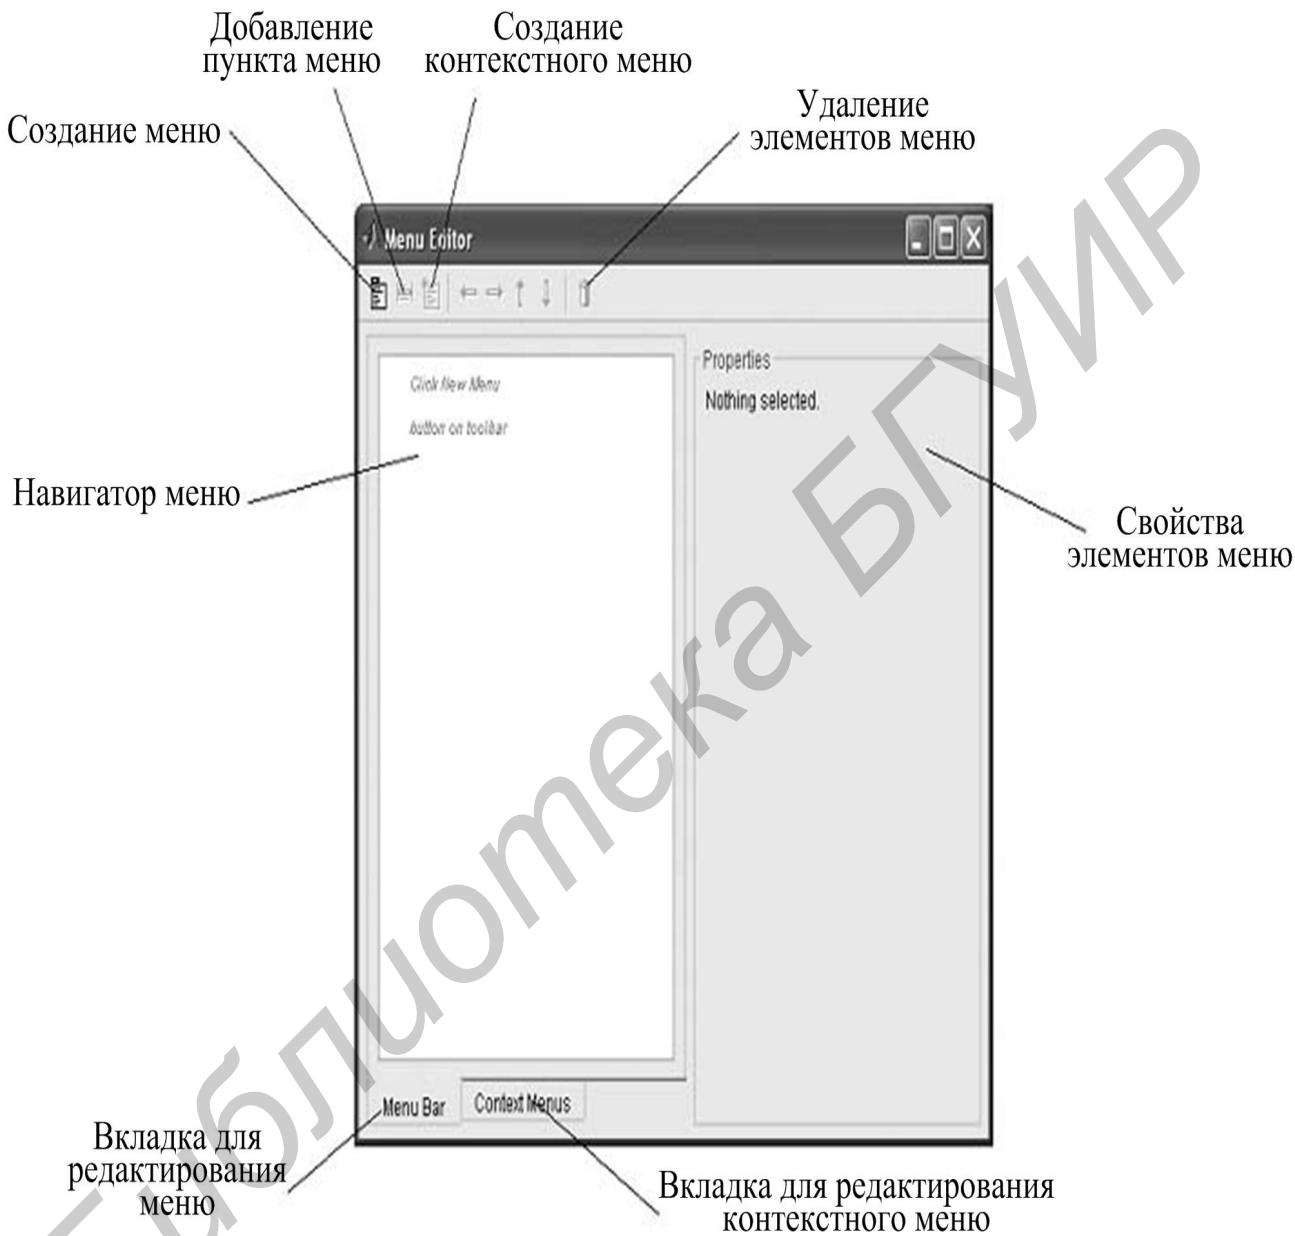 Добавление
пункта меню
Создание
контекстного меню
Создание меню
Удаление
элементов меню
Menu Editor
Click New Menu
button on toolbar
Properties
Nothing selected.
Навигатор меню
Свойства
элементов меню
Menu Bar
Context Menus
Вкладка для
редактирования
меню
Вкладка для редактирования
контекстного меню
Библиотека БГУИР